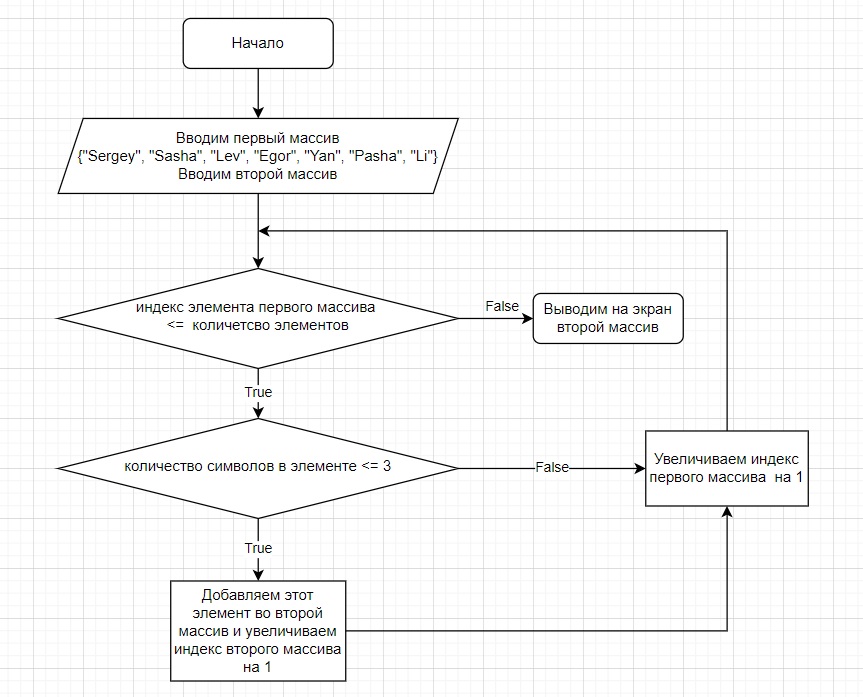 Начало
Вводим первый массив
{"Sergey", "Sasha", "Lev", "Egor", "Yan", "Pasha", "Li"}
Вводим второй массив
индекс элемента первого массива
<= количетсво элементов
False
Выводим на экран
второй массив
True
количество символов в элементе <= 3
False
Увеличиваем индекс
первого массива на 1
True
Добавляем этот
элемент во второй
массив и увеличиваем
индекс второго массива
на 1